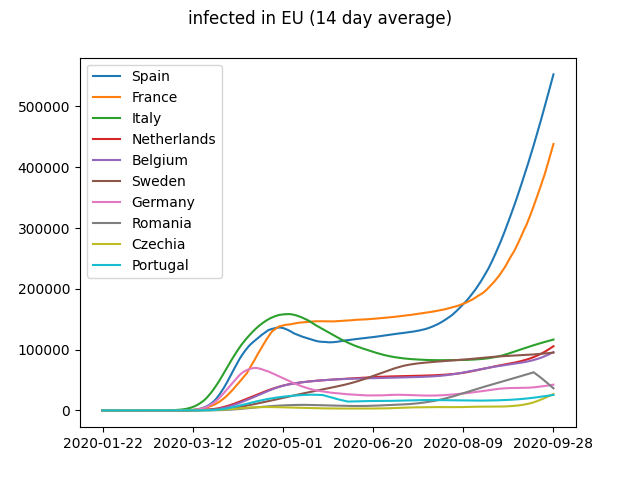 infected in EU (14 day average)
Spain
France
Italy
Netherlands
Belgium
Sweden
Germany
Romania
Czechia
Portugal
500000
400000
300000
200000
100000
0
2020-01-22 2020-03-12 2020-05-01 2020-06-20 2020-08-09 2020-09-28